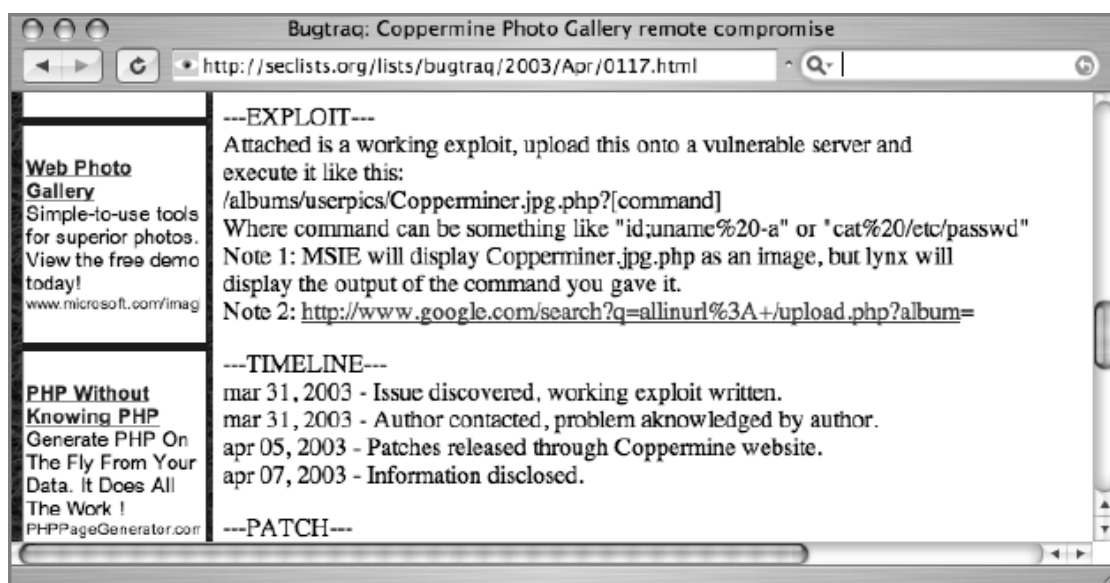 Bugtraq: Coppermine Photo Gallery remote compromise
http://seclists.org/lists/bugtraq/2003/Apr/0117.html
Web Photo
Gallery
Simple-to-use tools
for superior photos.
View the free demo
today!
www.microsoft.com/imag
PHP Without
Knowing PHP
Generate PHP On
The Fly From Your
Data. It Does All
The Work !
PHPPageGenerator.com
---EXPLOIT---
Attached is a working exploit, upload this onto a vulnerable server and
execute it like this:
/albums/userpics/Copperminer.jpg.php?[command]
Where command can be something like "id;uname%20-a" or "cat%20/etc/passwd"
Note 1: MSIE will display Copperminer.jpg.php as an image, but lynx will
display the output of the command you gave it.
Note 2: http://www.google.com/search?q=allinurl%3A+/upload.php?album=
---TIMELINE---
mar 31, 2003 - Issue discovered, working exploit written.
mar 31, 2003 - Author contacted, problem aknowledged by author.
apr 05, 2003 - Patches released through Coppermine website.
apr 07, 2003 - Information disclosed.
---PATCH---